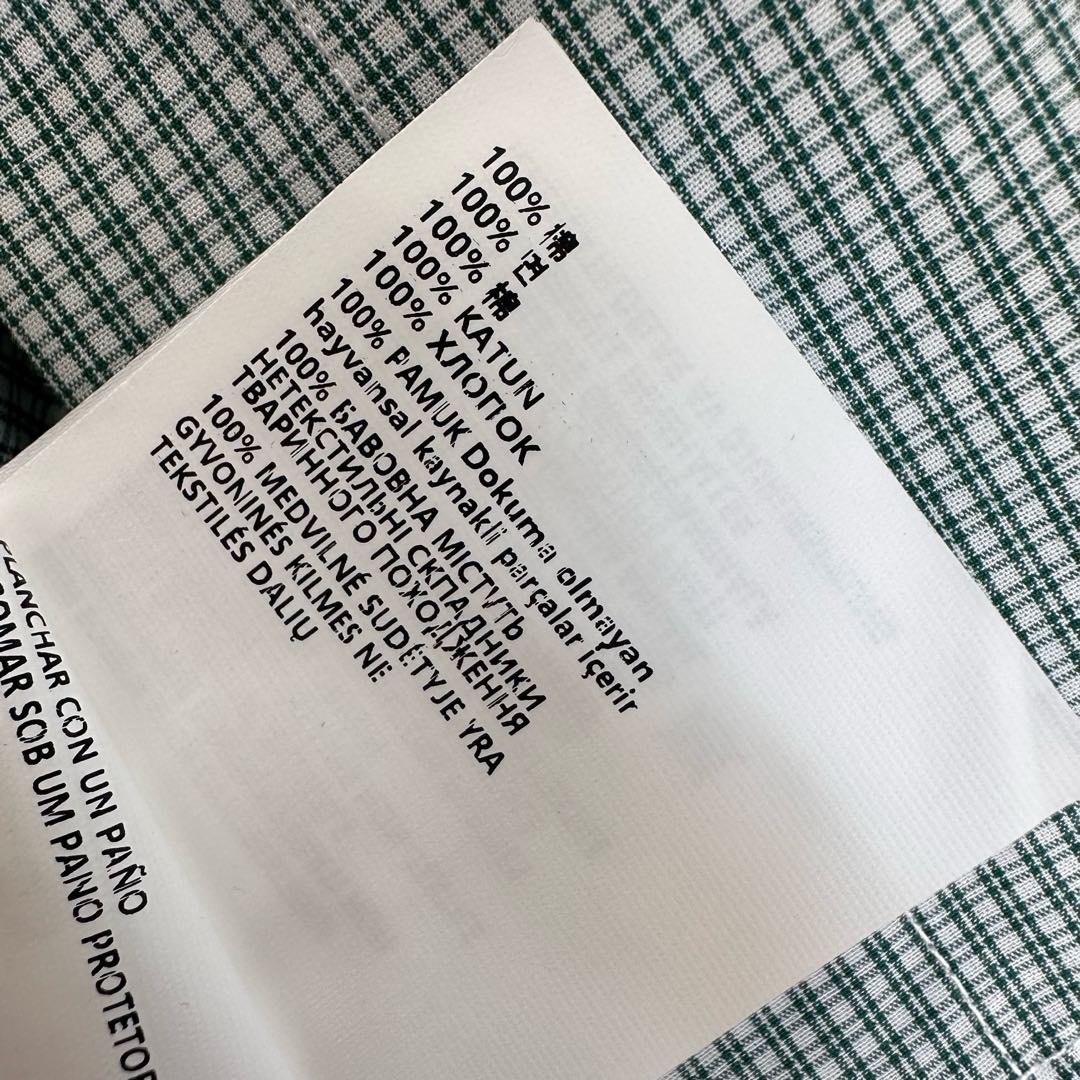 100% 棉
100% 면
100% 棉
100% KATUN
100% ХЛОПОК
100% PAMUK Dokuma olmayan
hayvansal kaynaklı parçalar içerir
100% БАВОВНА МІСТИТЬ
НЕТЕКСТИЛЬНІ СКЛАДНИКИ
ТВАРИННОГО ПОХОДЖЕННЯ
100% MEDVILNĖ SUDĖTYJE YRA
GYVONINĖS KILMĖS NE
TEKSTILĖS DALIŲ
PLANCHAR CON UN PAÑO
SOB UM PANO PROTETOR